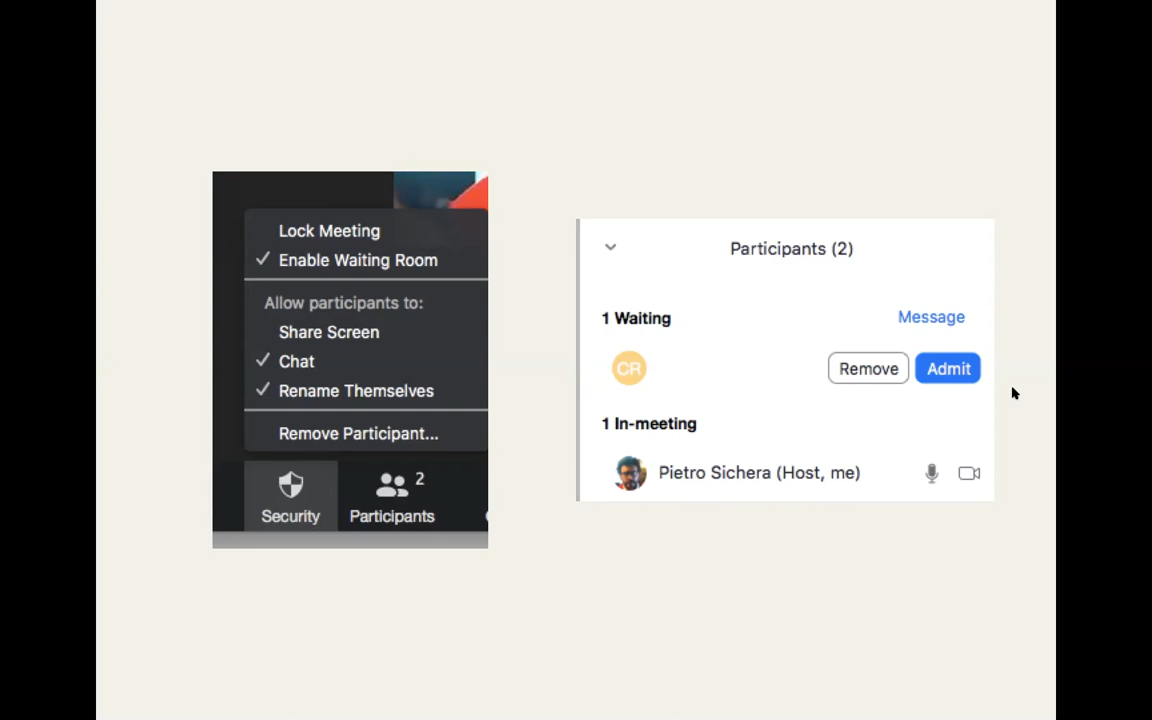 Lock Meeting
✓ Enable Waiting Room
Allow participants to:
Share Screen
✓ Chat
✓ Rename Themselves
Remove Participant...
2
Security Participants
Participants (2)
1 Waiting Message
CR Remove Admit
1 In-meeting
Pietro Sichera (Host, me)